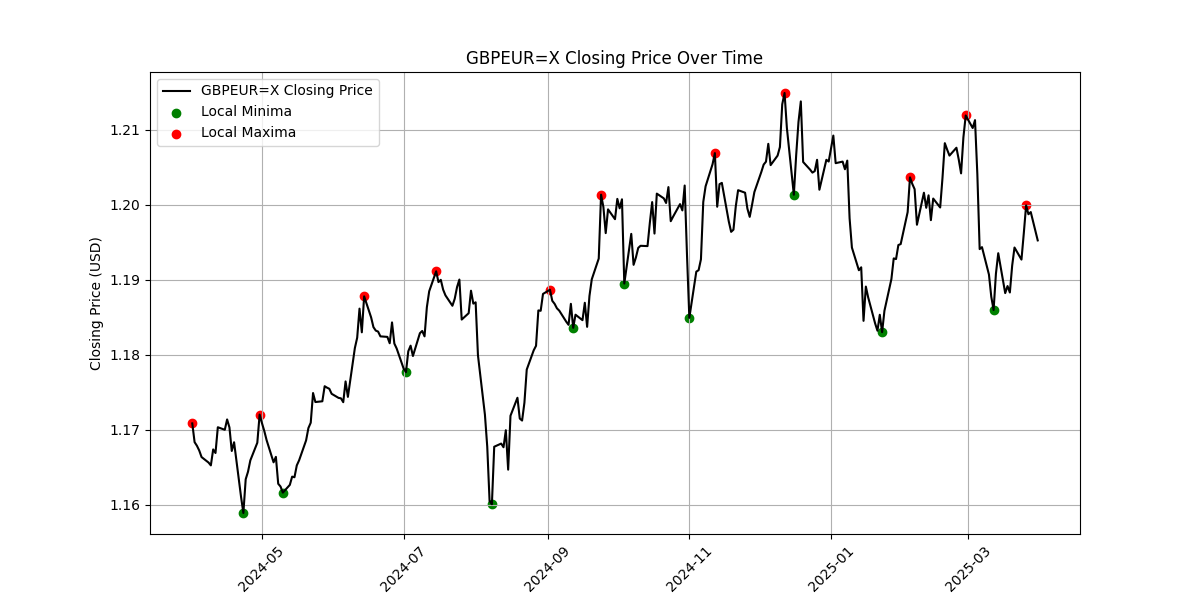 GBPEUR=X Closing Price Over Time
GBPEUR=X Closing Price
Local Minima
Local Maxima
Closing Price (USD)
1.21
1.20
1.19
1.18
1.17
1.16
2024-05
2024-07
2024-09
2024-11
2025-01
2025-03